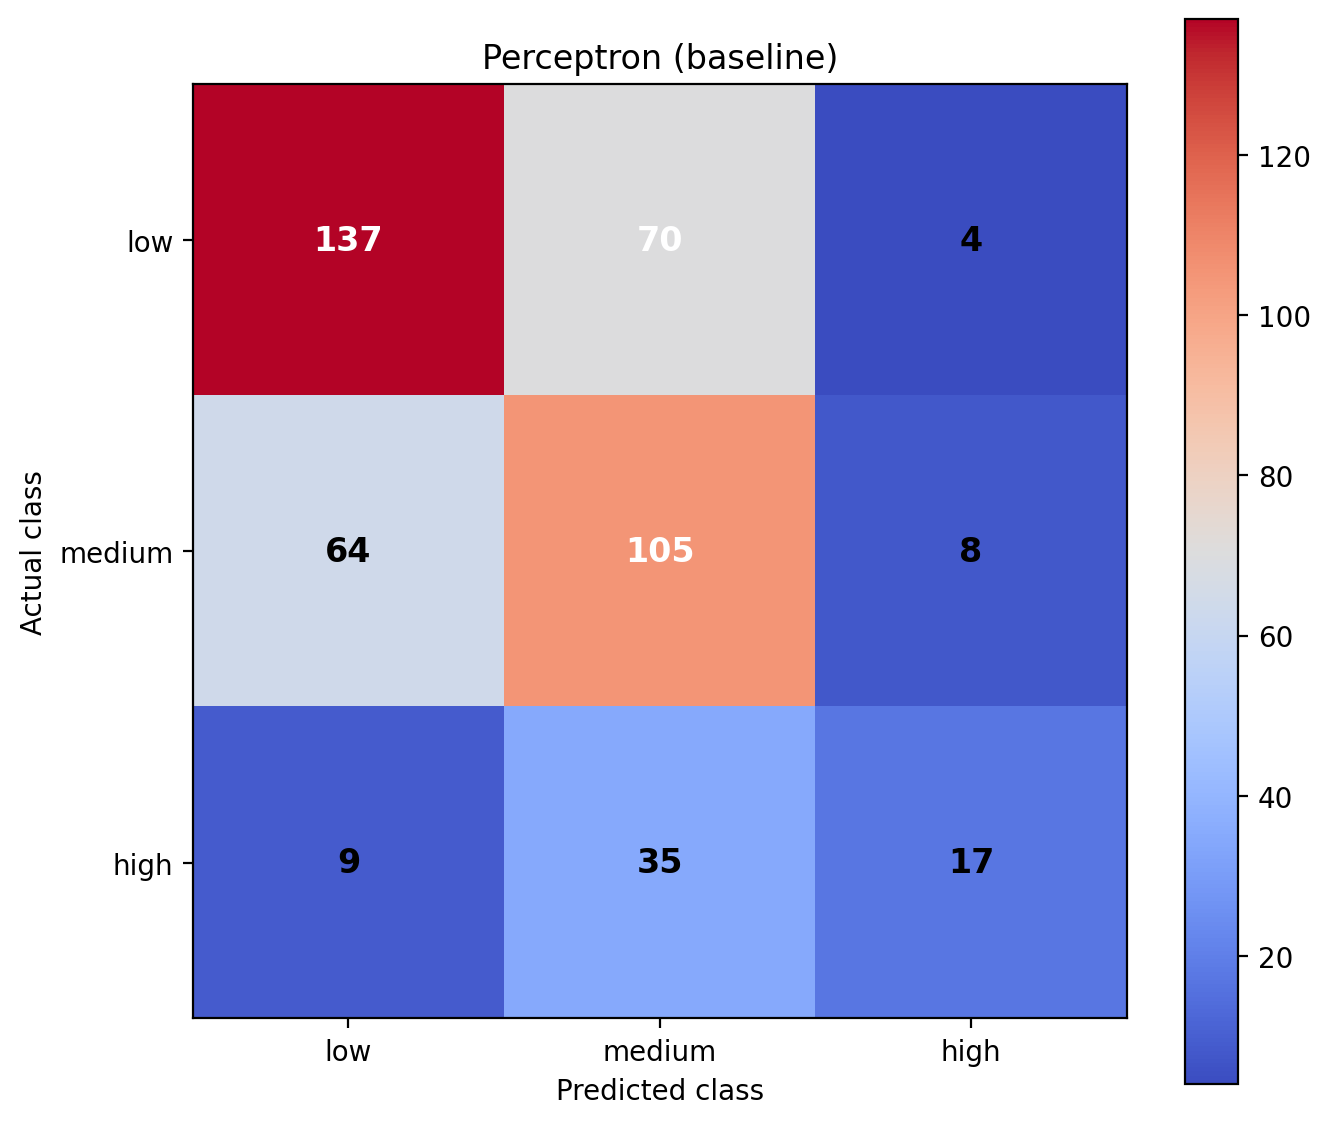 Perceptron (baseline)
Actual class
low
137 70 4
medium
64 105 8
high
9 35 17
low medium high
Predicted class
120
100
80
60
40
20